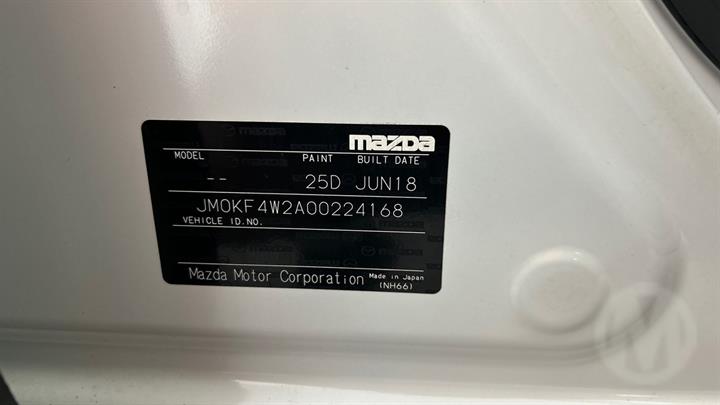 mazda
MODEL PAINT BUILT DATE
-- 25D JUN18
JM0KF4W2A00224168
VEHICLE ID.NO.
Mazda Motor Corporation Made in Japan
(NH66)